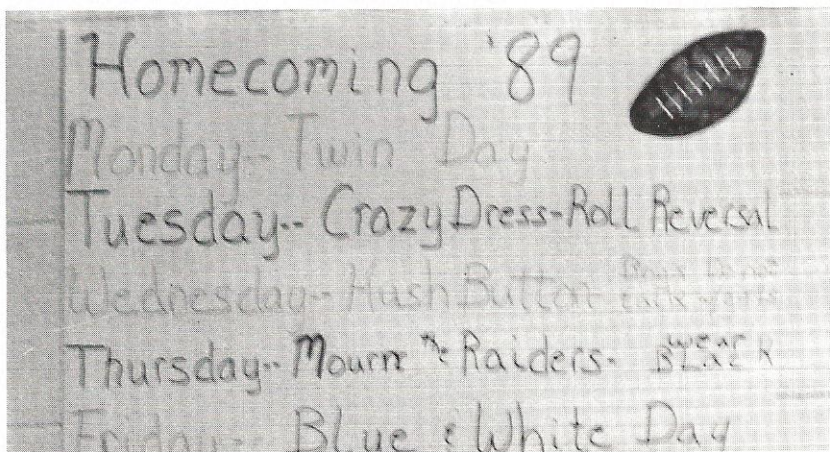 Homecoming '89
Monday-- Twin Day
Tuesday-- Crazy Dress-Roll Reversal
Wednesday-- Hush Button
Thursday-- Mourn the Raiders- wear BLACK
Friday-- Blue & White Day